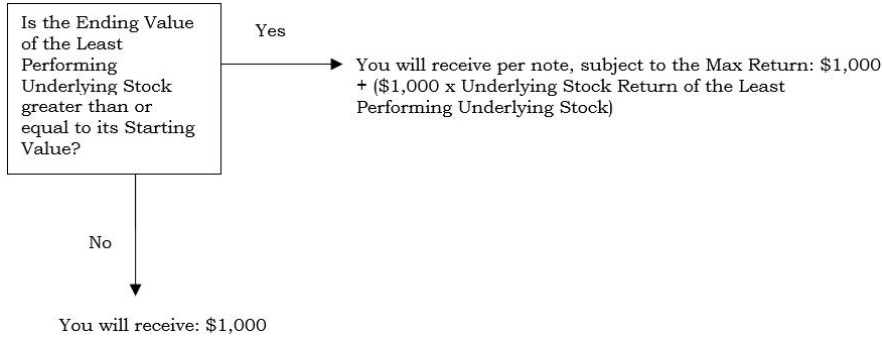 Is the Ending Value
of the Least
Performing
Underlying Stock
greater than or
equal to its Starting
Value?
Yes
You will receive per note, subject to the Max Return: $1,000
+ ($1,000 x Underlying Stock Return of the Least
Performing Underlying Stock)
No
You will receive: $1,000